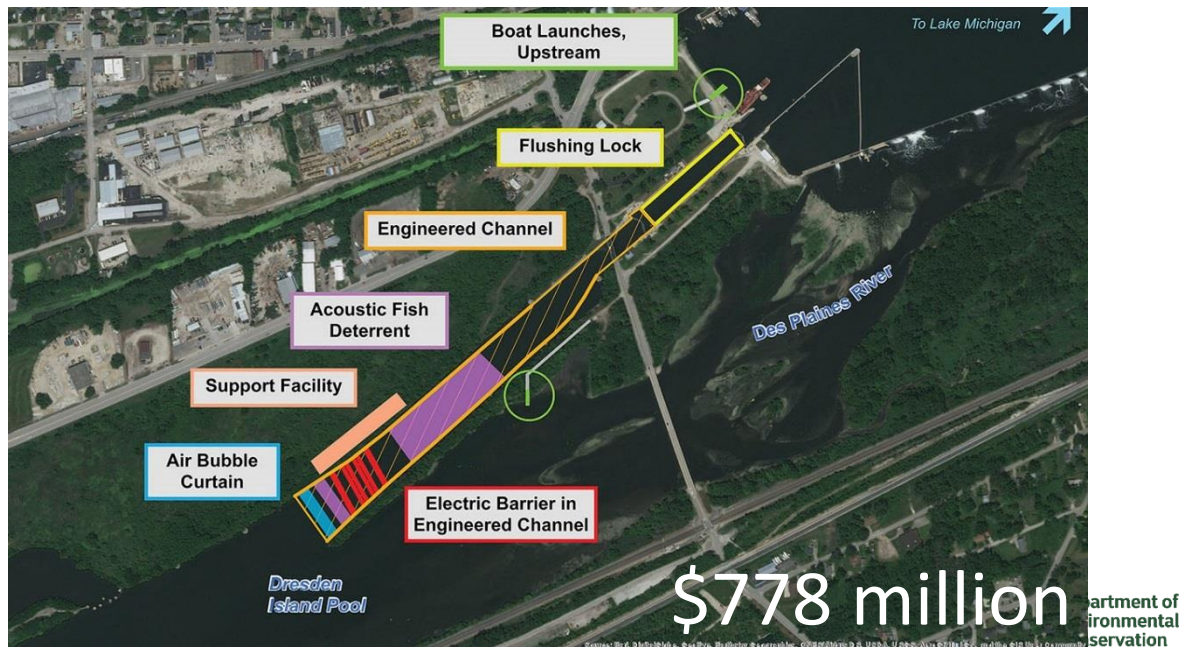 Boat Launches,
Upstream
To Lake Michigan
Flushing Lock
Engineered Channel
Acoustic Fish
Deterrent
Des Plaines River
Support Facility
Air Bubble
Curtain
Electric Barrier in
Engineered Channel
Dresden
Island Pool
$778 million
partment of
ironmental
servation